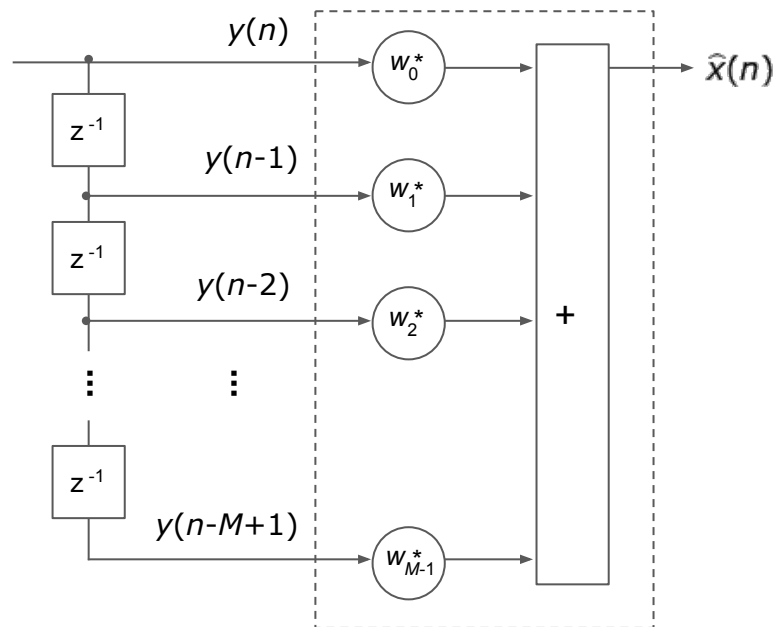 y(n)
w₀*
x̂(n)
z⁻¹
y(n-1)
w₁*
z⁻¹
y(n-2)
w₂*
+
⋮ ⋮
z⁻¹
y(n-M+1)
w*M-1